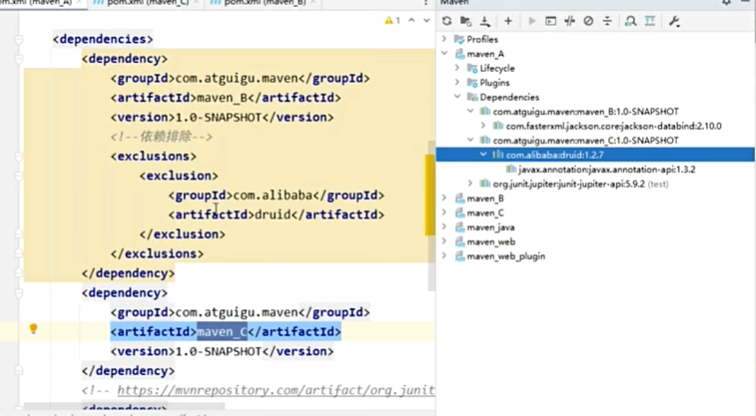 pom.xml (maven_A)
pom.xml (maven_C)
pom.xml (maven_B)
Maven
1
<dependencies>
<dependency>
<groupId>com.atguigu.maven</groupId>
<artifactId>maven_B</artifactId>
<version>1.0-SNAPSHOT</version>
<!--依赖排除-->
<exclusions>
<exclusion>
<groupId>com.alibaba</groupId>
<artifactId>druid</artifactId>
</exclusion>
</exclusions>
</dependency>
<dependency>
<groupId>com.atguigu.maven</groupId>
<artifactId>maven_C</artifactId>
<version>1.0-SNAPSHOT</version>
</dependency>
<!-- https://mvnrepository.com/artifact/org.junit
<dependency>
Profiles
maven_A
Lifecycle
Plugins
Dependencies
com.atguigu.maven:maven_B:1.0-SNAPSHOT
com.fasterxml.jackson.core:jackson-databind:2.10.0
com.atguigu.maven:maven_C:1.0-SNAPSHOT
com.alibaba:druid:1.2.7
javax.annotation:javax.annotation-api:1.3.2
org.junit.jupiter:junit-jupiter-api:5.9.2 (test)
maven_B
maven_C
maven_java
maven_web
maven_web_plugin